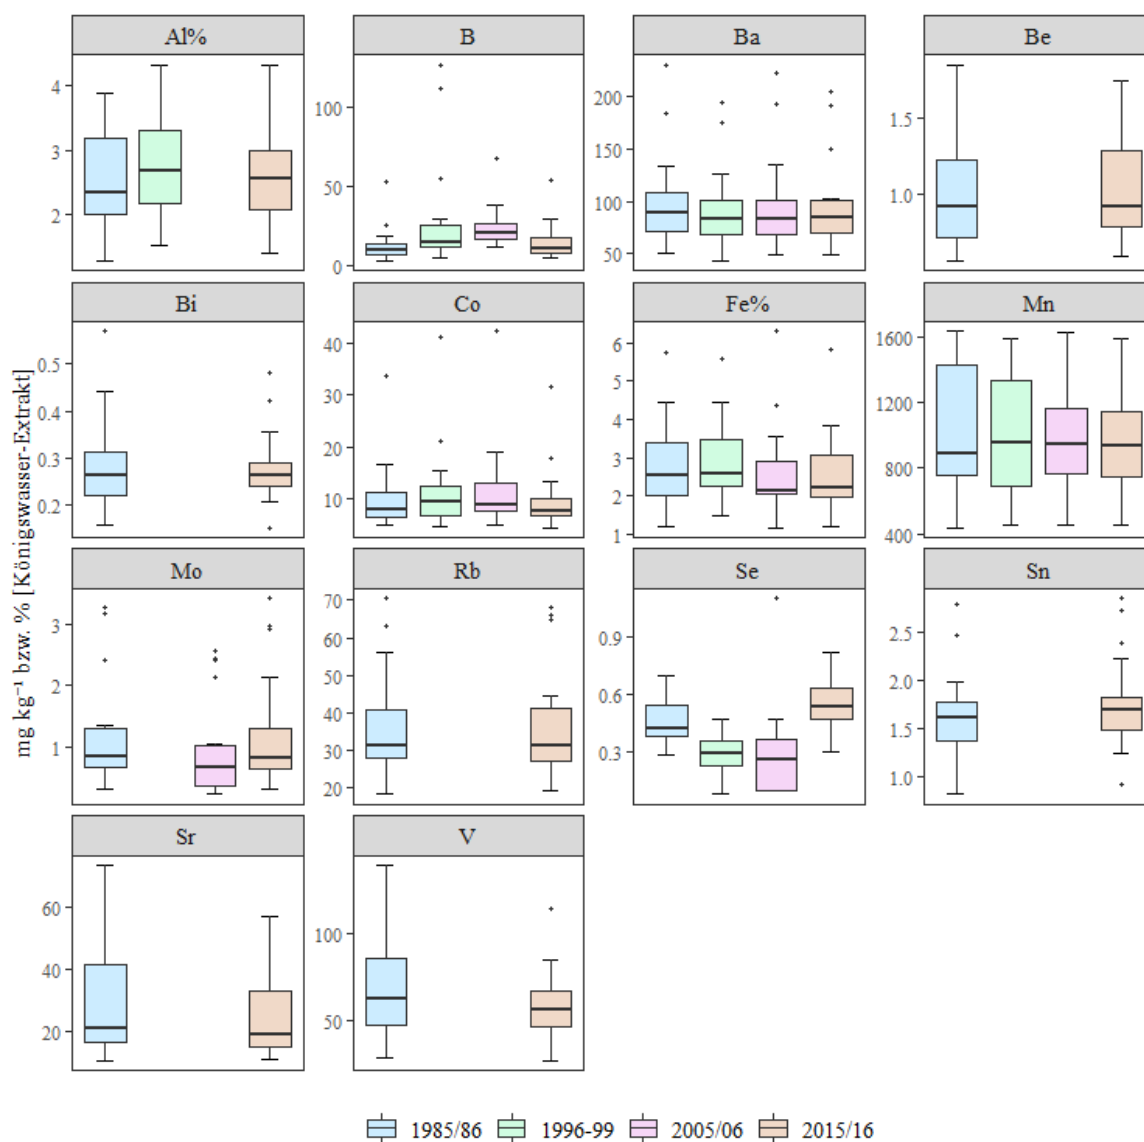 Al% B Ba Be
4 3 2
100 50 0
200 150 100 50
1.5 1.0
Bi Co Fe% Mn
0.5 0.4 0.3 0.2
40 30 20 10
6 5 4 3 2 1
1600 1200 800 400
mg kg⁻¹ bzw. % [Königswasser-Extrakt]
Mo Rb Se Sn
3 2 1
70 60 50 40 30 20
0.9 0.6 0.3
2.5 2.0 1.5 1.0
Sr V
60 40 20
100 50
1985/86 1996-99 2005/06 2015/16